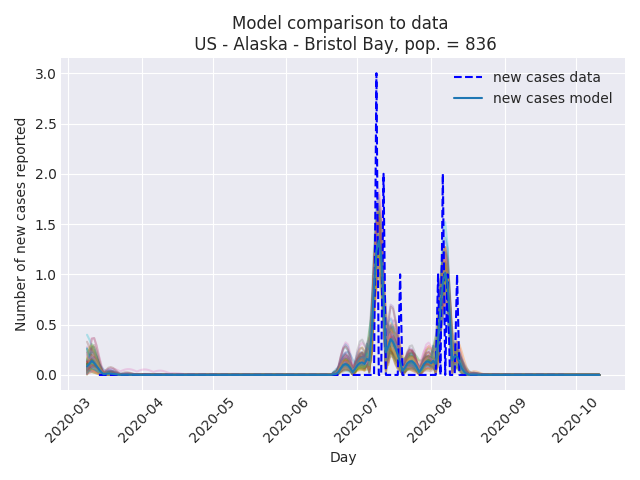 Model comparison to data
US - Alaska - Bristol Bay, pop. = 836
new cases data
new cases model
Number of new cases reported
3.0
2.5
2.0
1.5
1.0
0.5
0.0
2020-03
2020-04
2020-05
2020-06
2020-07
2020-08
2020-09
2020-10
Day